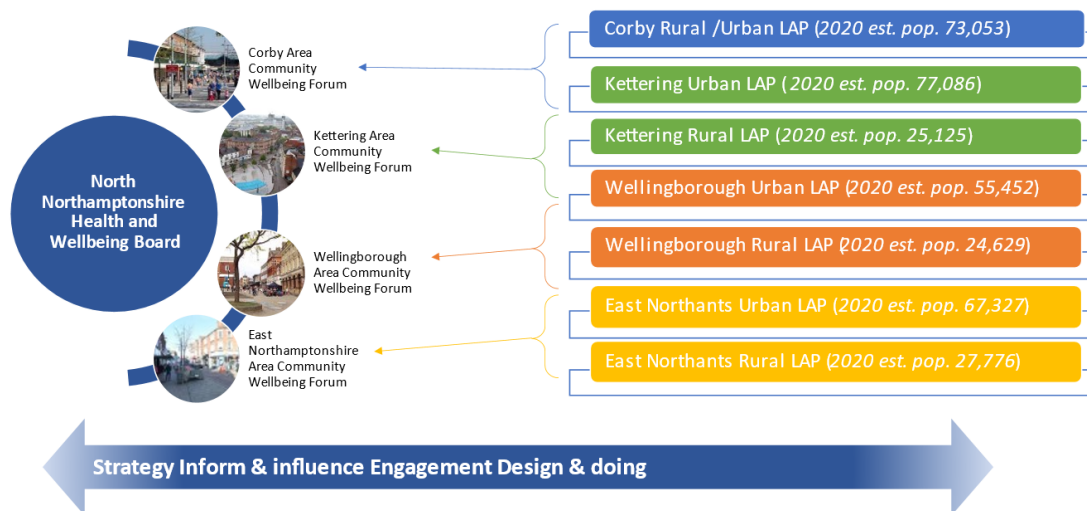 North
Northamptonshire
Health and
Wellbeing Board
Corby Area
Community
Wellbeing Forum
Kettering Area
Community
Wellbeing Forum
Wellingborough
Area Community
Wellbeing Forum
East
Northamptonshire
Area Community
Wellbeing Forum
Corby Rural /Urban LAP (2020 est. pop. 73,053)
Kettering Urban LAP ( 2020 est. pop. 77,086)
Kettering Rural LAP (2020 est. pop. 25,125)
Wellingborough Urban LAP (2020 est. pop. 55,452)
Wellingborough Rural LAP (2020 est. pop. 24,629)
East Northants Urban LAP (2020 est. pop. 67,327)
East Northants Rural LAP (2020 est. pop. 27,776)
Strategy Inform & influence Engagement Design & doing